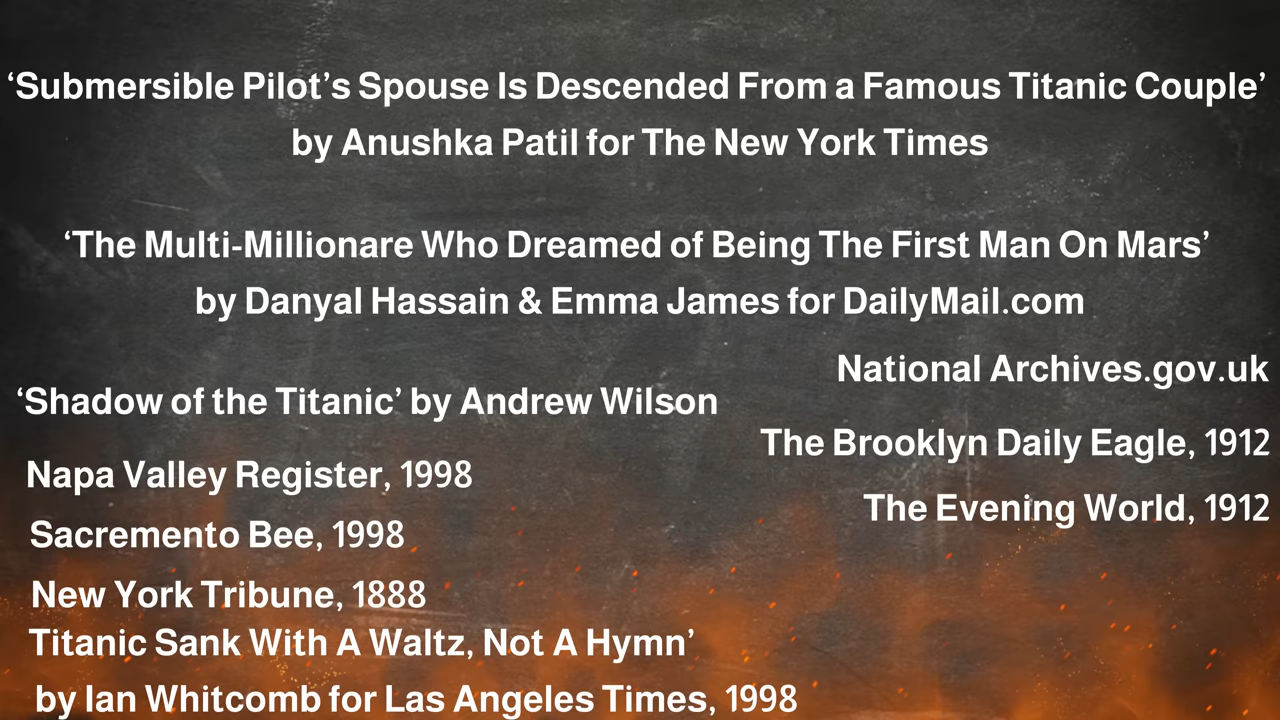 ‘Submersible Pilot’s Spouse Is Descended From a Famous Titanic Couple’
by Anushka Patil for The New York Times
‘The Multi-Millionare Who Dreamed of Being The First Man On Mars’
by Danyal Hassain & Emma James for DailyMail.com
‘Shadow of the Titanic’ by Andrew Wilson
Napa Valley Register, 1998
Sacremento Bee, 1998
New York Tribune, 1888
Titanic Sank With A Waltz, Not A Hymn’
by Ian Whitcomb for Las Angeles Times, 1998
National Archives.gov.uk
The Brooklyn Daily Eagle, 1912
The Evening World, 1912